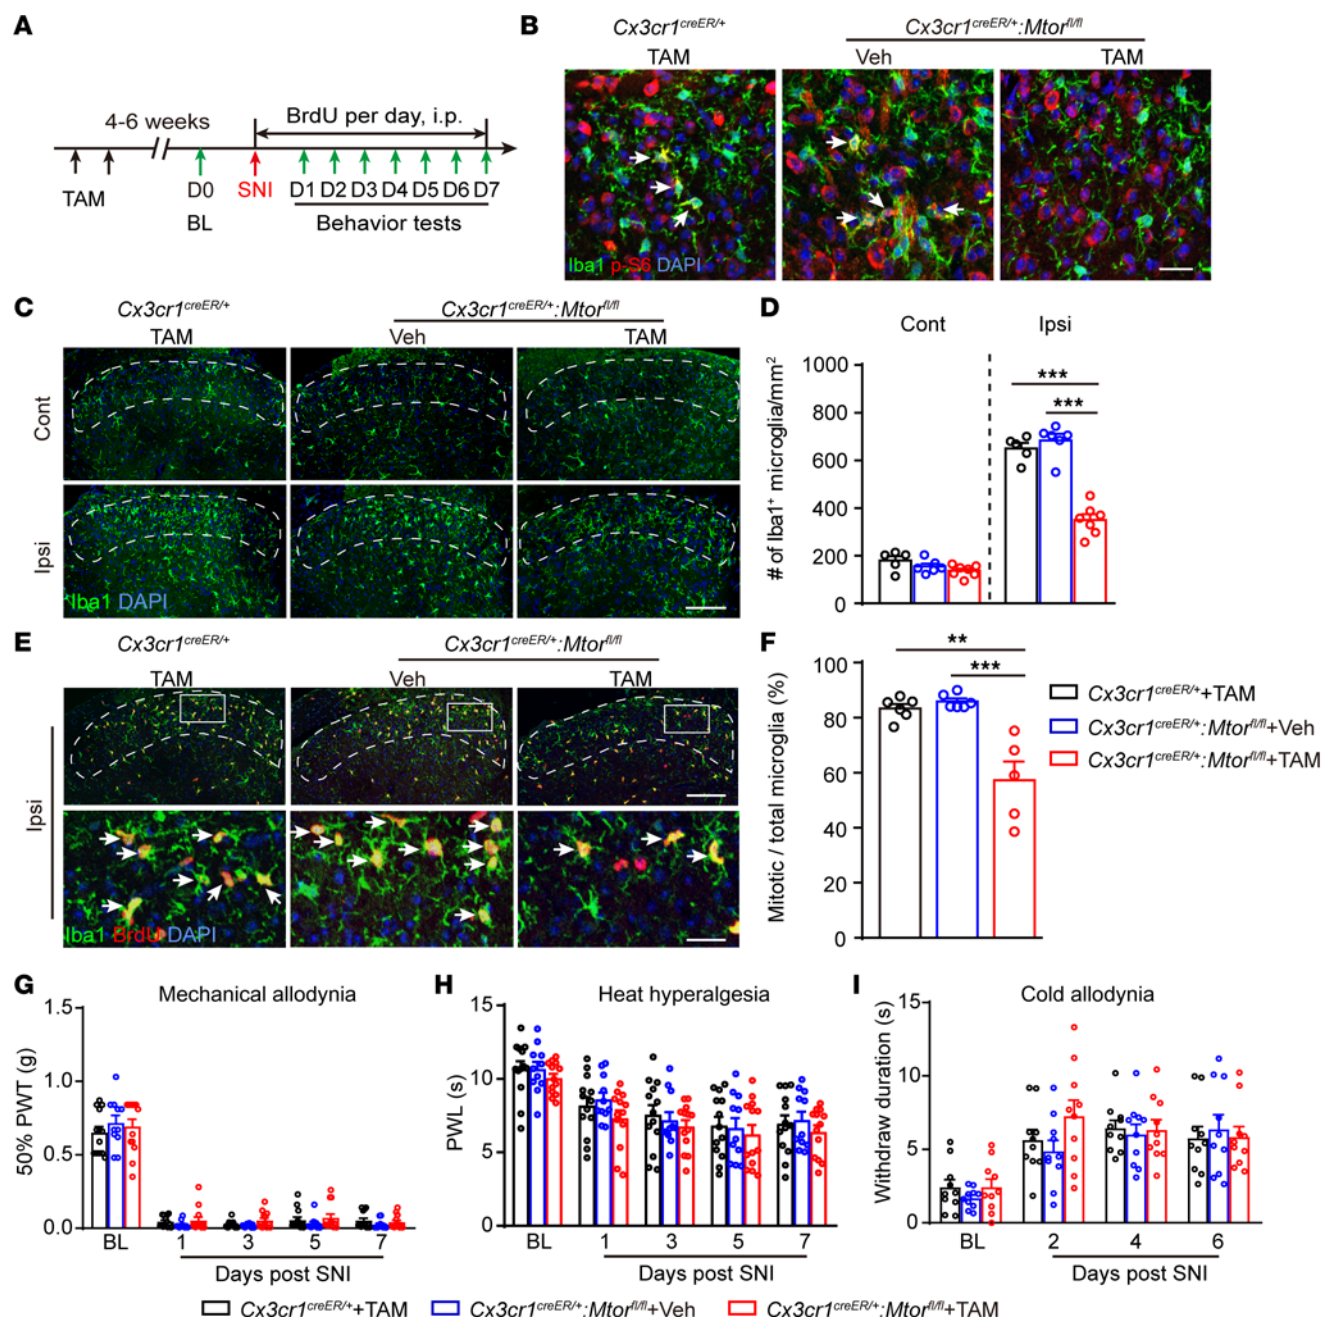 A
4-6 weeks
BrdU per day, i.p.
TAM
D0
SNI
D1 D2 D3 D4 D5 D6 D7
BL
Behavior tests
B
Cx3cr1creER/+
Cx3cr1creER/+:Mtorfl/fl
TAM
Veh
TAM
Iba1 p-S6 DAPI
C
Cx3cr1creER/+
Cx3cr1creER/+:Mtorfl/fl
TAM
Veh
TAM
Cont
Ipsi
Iba1 DAPI
D
Cont
Ipsi
# of Iba1+ microglia/mm2
1000
800
600
400
200
0
***
***
E
Cx3cr1creER/+
Cx3cr1creER/+:Mtorfl/fl
TAM
Veh
TAM
Ipsi
Iba1 BrdU DAPI
F
Mitotic / total microglia (%)
100
80
60
40
20
0
**
***
Cx3cr1creER/++TAM
Cx3cr1creER/+:Mtorfl/fl+Veh
Cx3cr1creER/+:Mtorfl/fl+TAM
G
Mechanical allodynia
50% PWT (g)
1.5
1.0
0.5
0.0
BL 1 3 5 7
Days post SNI
H
Heat hyperalgesia
PWL (s)
15
10
5
0
BL 1 3 5 7
Days post SNI
I
Cold allodynia
Withdraw duration (s)
15
10
5
0
BL 2 4 6
Days post SNI
Cx3cr1creER/++TAM
Cx3cr1creER/+:Mtorfl/fl+Veh
Cx3cr1creER/+:Mtorfl/fl+TAM